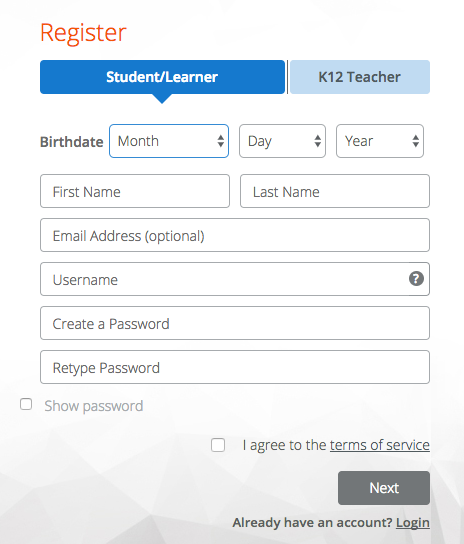 Register
Student/Learner K12 Teacher
Birthdate Month Day Year
First Name Last Name
Email Address (optional)
Username ?
Create a Password
Retype Password
Show password
I agree to the terms of service
Next
Already have an account? Login